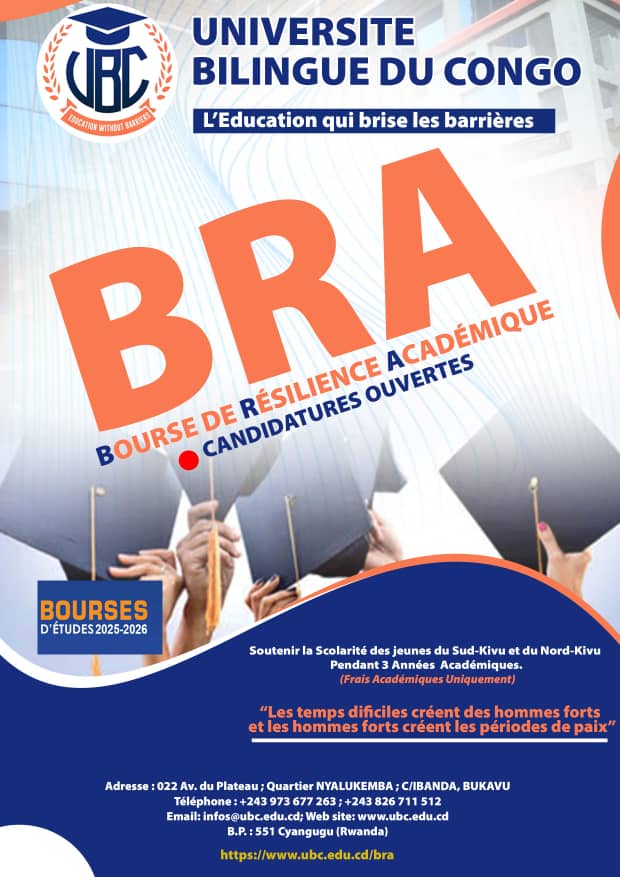 UBC
EDUCATION WITHOUT BARRIERS
UNIVERSITE
BILINGUE DU CONGO
L'Education qui brise les barrières
BRA
BOURSE DE RÉSILIENCE ACADÉMIQUE
CANDIDATURES OUVERTES
BOURSES
D'ÉTUDES 2025-2026
Soutenir la Scolarité des jeunes du Sud-Kivu et du Nord-Kivu
Pendant 3 Années Académiques.
(Frais Académiques Uniquement)
“Les temps dificiles créent des hommes forts
et les hommes forts créent les périodes de paix”
Adresse : 022 Av. du Plateau ; Quartier NYALUKEMBA ; C/IBANDA, BUKAVU
Téléphone : +243 973 677 263 ; +243 826 711 512
Email: infos@ubc.edu.cd; Web site: www.ubc.edu.cd
B.P. : 551 Cyangugu (Rwanda)
https://www.ubc.edu.cd/bra